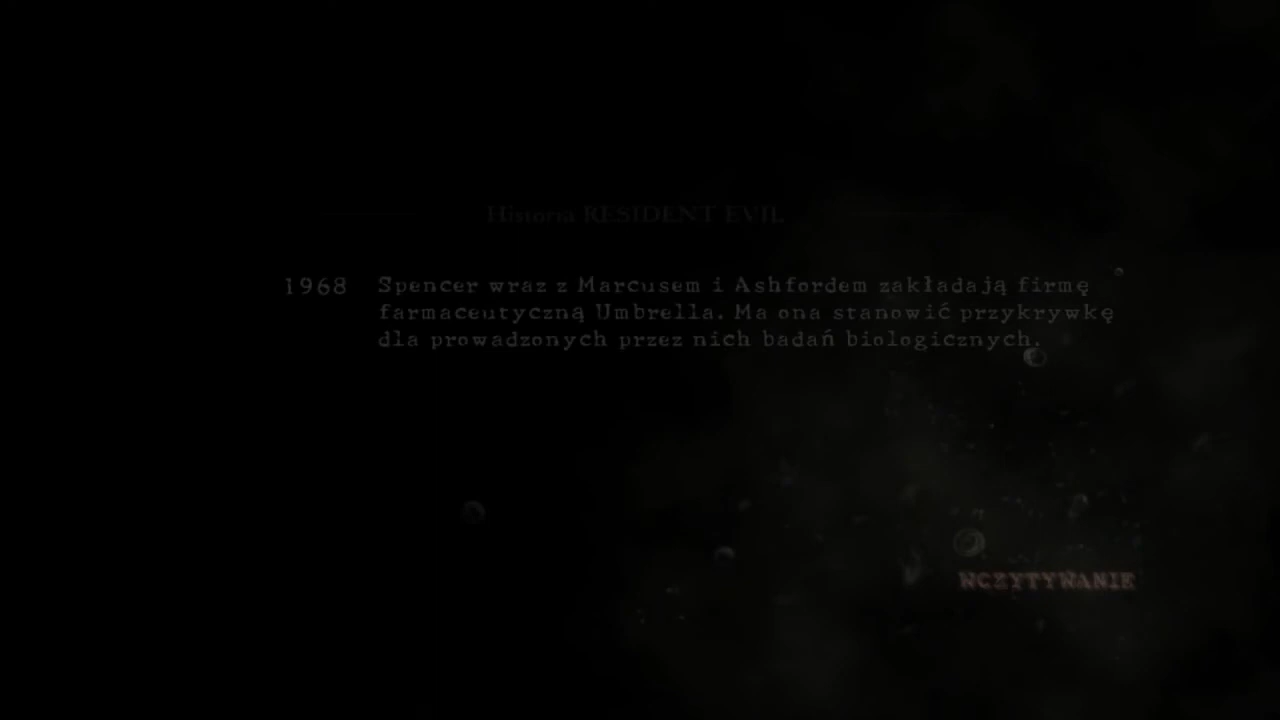 Historia RESIDENT EVIL
1968 Spencer wraz z Marcusem i Ashfordem zakładają firmę
farmaceutyczną Umbrella. Ma ona stanowić przykrywkę
dla prowadzonych przez nich badań biologicznych.
WCZYTYWANIE